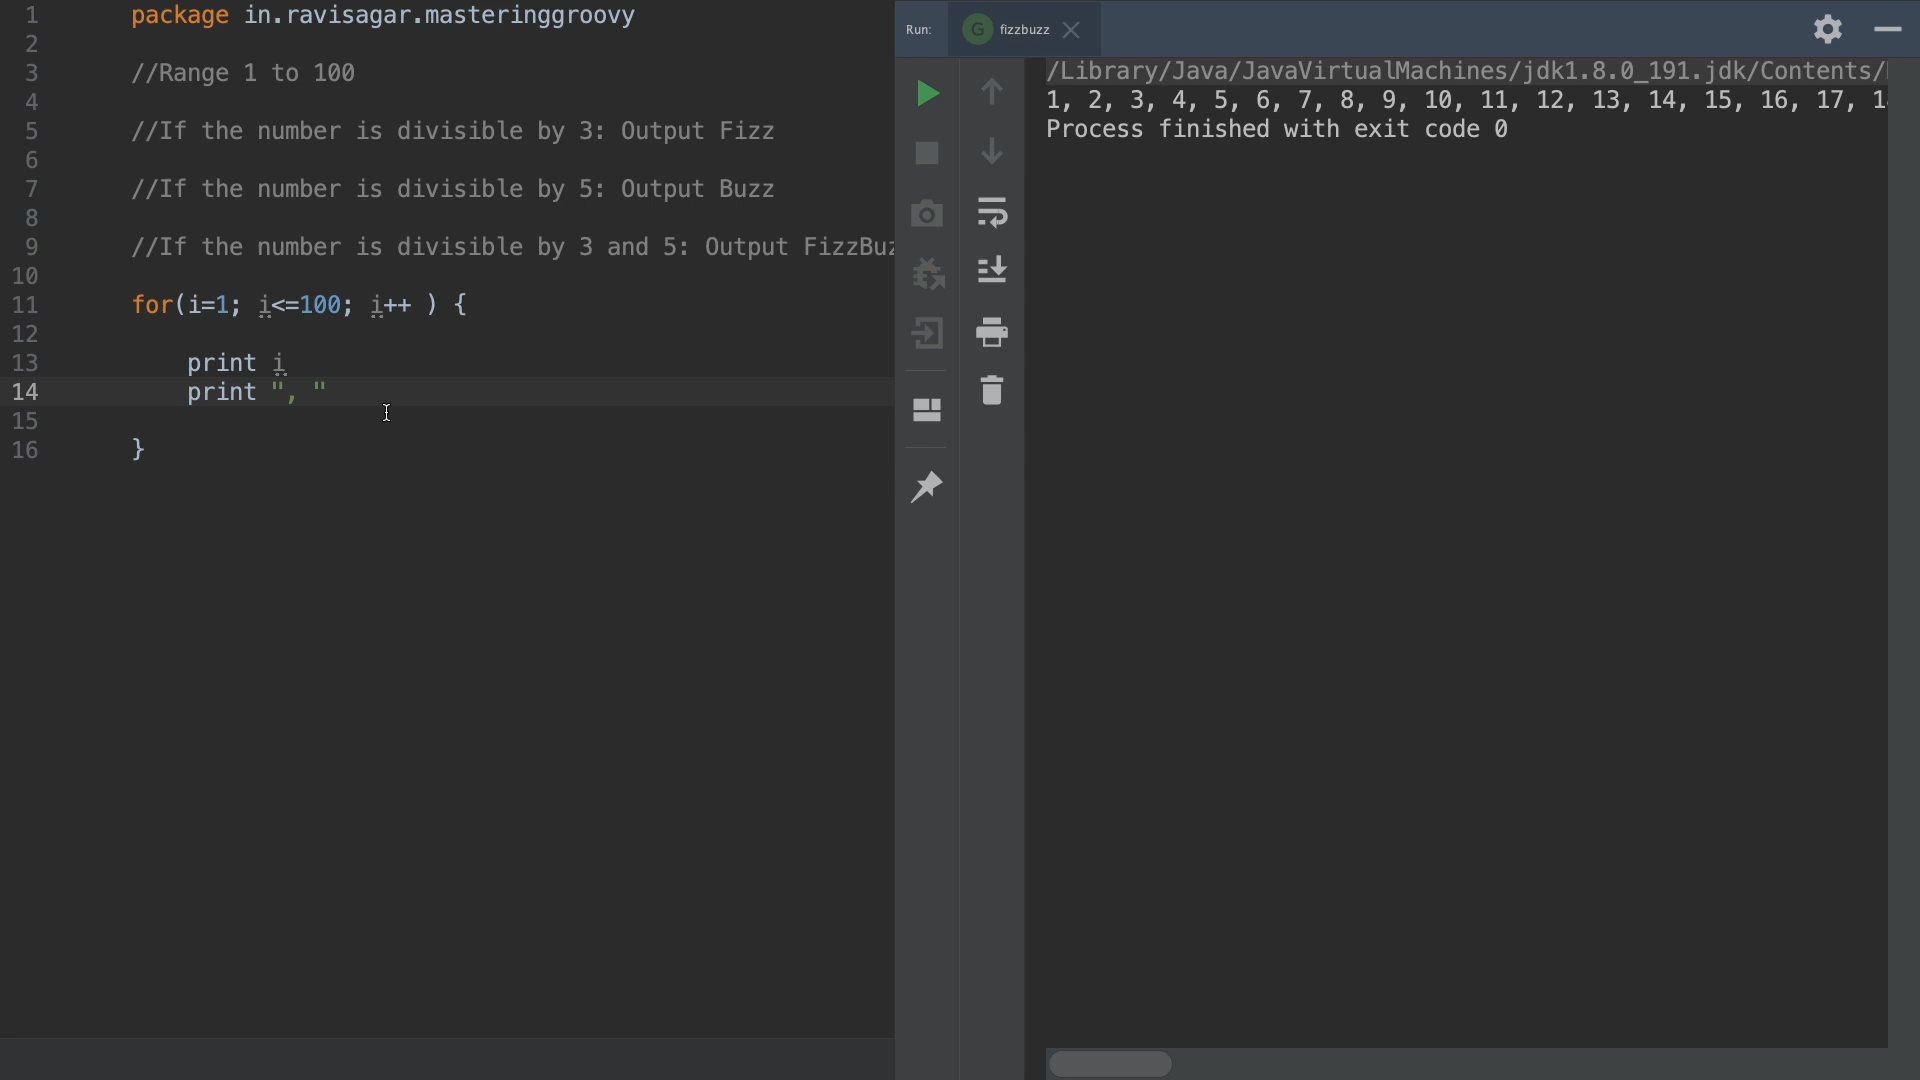 1 package in.ravisagar.masteringgroovy
2
3 //Range 1 to 100
4
5 //If the number is divisible by 3: Output Fizz
6
7 //If the number is divisible by 5: Output Buzz
8
9 //If the number is divisible by 3 and 5: Output FizzBuz
10
11 for(i=1; i<=100; i++ ) {
12
13 print i
14 print ", "
15
16 }
Run: G fizzbuzz
/Library/Java/JavaVirtualMachines/jdk1.8.0_191.jdk/Contents/
1, 2, 3, 4, 5, 6, 7, 8, 9, 10, 11, 12, 13, 14, 15, 16, 17,
Process finished with exit code 0